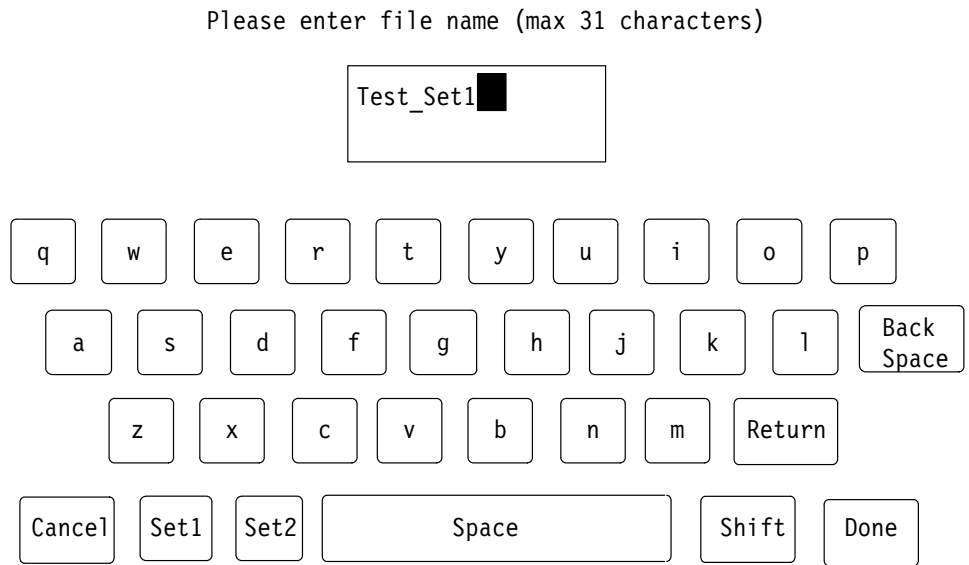 Please enter file name (max 31 characters)
Test_Set1
q w e r t y u i o p
a s d f g h j k l Back Space
z x c v b n m Return
Cancel Set1 Set2 Space Shift Done